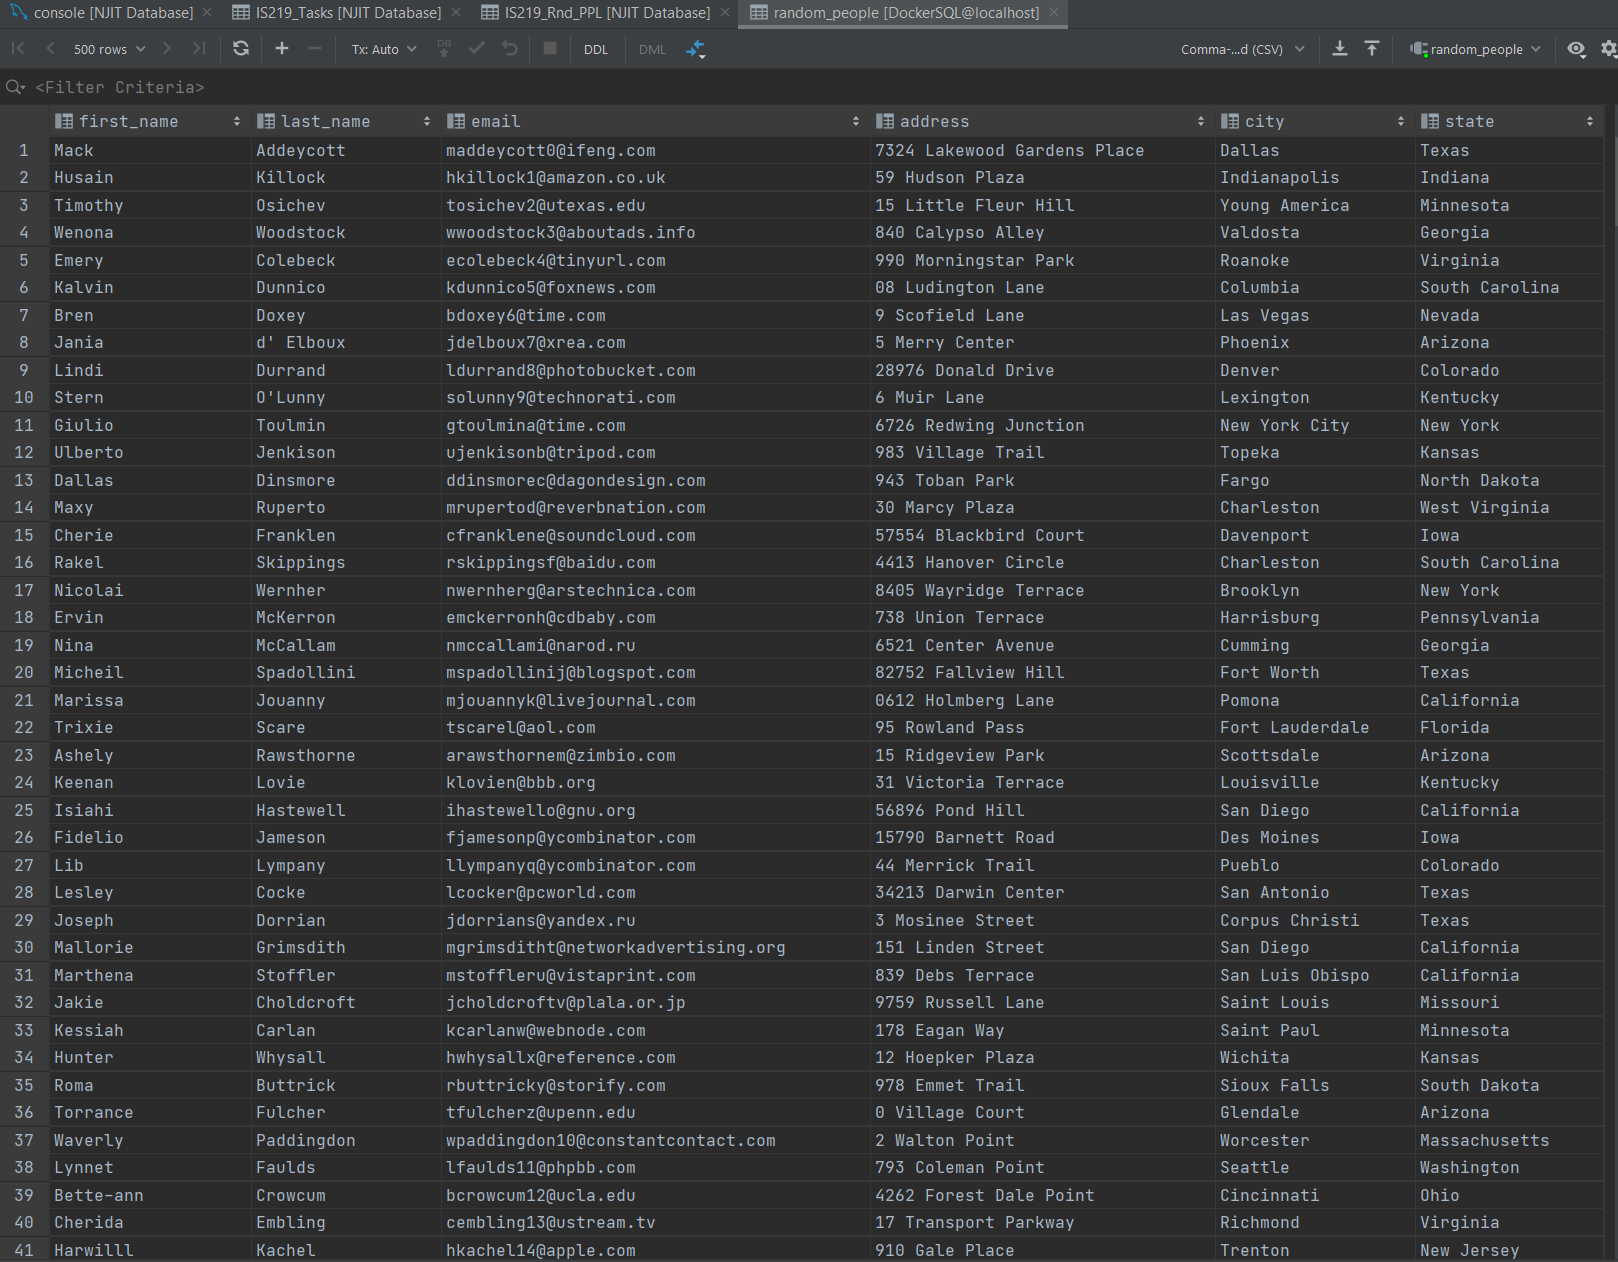 console [NJIT Database] IS219_Tasks [NJIT Database] IS219_Rnd_PPL [NJIT Database] random_people [DockerSQL@localhost]
500 rows Tx: Auto DB DDL DML Comma-...d (CSV) random_people
<Filter Criteria>
first_name last_name email address city state
1 Mack Addeycott maddeycott0@ifeng.com 7324 Lakewood Gardens Place Dallas Texas
2 Husain Killock hkillock1@amazon.co.uk 59 Hudson Plaza Indianapolis Indiana
3 Timothy Osichev tosichev2@utexas.edu 15 Little Fleur Hill Young America Minnesota
4 Wenona Woodstock wwoodstock3@aboutads.info 840 Calypso Alley Valdosta Georgia
5 Emery Colebeck ecolebeck4@tinyurl.com 990 Morningstar Park Roanoke Virginia
6 Kalvin Dunnico kdunnico5@foxnews.com 08 Ludington Lane Columbia South Carolina
7 Bren Doxey bdoxey6@time.com 9 Scofield Lane Las Vegas Nevada
8 Jania d' Elboux jdelboux7@xrea.com 5 Merry Center Phoenix Arizona
9 Lindi Durrand ldurrand8@photobucket.com 28976 Donald Drive Denver Colorado
10 Stern O'Lunny solunny9@technorati.com 6 Muir Lane Lexington Kentucky
11 Giulio Toulmin gtoulmina@time.com 6726 Redwing Junction New York City New York
12 Ulberto Jenkison ujenkisonb@tripod.com 983 Village Trail Topeka Kansas
13 Dallas Dinsmore ddinsmorec@dagondesign.com 943 Toban Park Fargo North Dakota
14 Maxy Ruperto mrupertod@reverbnation.com 30 Marcy Plaza Charleston West Virginia
15 Cherie Franklen cfranklene@soundcloud.com 57554 Blackbird Court Davenport Iowa
16 Rakel Skippings rskippingsf@baidu.com 4413 Hanover Circle Charleston South Carolina
17 Nicolai Wernher nwernherg@arstechnica.com 8405 Wayridge Terrace Brooklyn New York
18 Ervin McKerron emckerronh@cdbaby.com 738 Union Terrace Harrisburg Pennsylvania
19 Nina McCallam nmccallami@narod.ru 6521 Center Avenue Cumming Georgia
20 Micheil Spadollini mspadollinij@blogspot.com 82752 Fallview Hill Fort Worth Texas
21 Marissa Jouanny mjouannyk@livejournal.com 0612 Holmberg Lane Pomona California
22 Trixie Scare tscarel@aol.com 95 Rowland Pass Fort Lauderdale Florida
23 Ashely Rawsthorne arawsthornem@zimbio.com 15 Ridgeview Park Scottsdale Arizona
24 Keenan Lovie klovien@bbb.org 31 Victoria Terrace Louisville Kentucky
25 Isiahi Hastewell ihastewello@gnu.org 56896 Pond Hill San Diego California
26 Fidelio Jameson fjamesonp@ycombinator.com 15790 Barnett Road Des Moines Iowa
27 Lib Lympany llympanyq@ycombinator.com 44 Merrick Trail Pueblo Colorado
28 Lesley Cocke lcocker@pcworld.com 34213 Darwin Center San Antonio Texas
29 Joseph Dorrian jdorrians@yandex.ru 3 Mosinee Street Corpus Christi Texas
30 Mallorie Grimsdith mgrimsditht@networkadvertising.org 151 Linden Street San Diego California
31 Marthena Stoffler mstoffleru@vistaprint.com 839 Debs Terrace San Luis Obispo California
32 Jakie Choldcroft jcholdcroftv@plala.or.jp 9759 Russell Lane Saint Louis Missouri
33 Kessiah Carlan kcarlanw@webnode.com 178 Eagan Way Saint Paul Minnesota
34 Hunter Whysall hwhysallx@reference.com 12 Hoepker Plaza Wichita Kansas
35 Roma Buttrick rbuttricky@storify.com 978 Emmet Trail Sioux Falls South Dakota
36 Torrance Fulcher tfulcherz@upenn.edu 0 Village Court Glendale Arizona
37 Waverly Paddingdon wpaddingdon10@constantcontact.com 2 Walton Point Worcester Massachusetts
38 Lynnet Faulds lfaulds11@phpbb.com 793 Coleman Point Seattle Washington
39 Bette-ann Crowcum bcrowcum12@ucla.edu 4262 Forest Dale Point Cincinnati Ohio
40 Cherida Embling cembling13@ustream.tv 17 Transport Parkway Richmond Virginia
41 Harwilll Kachel hkachel14@apple.com 910 Gale Place Trenton New Jersey